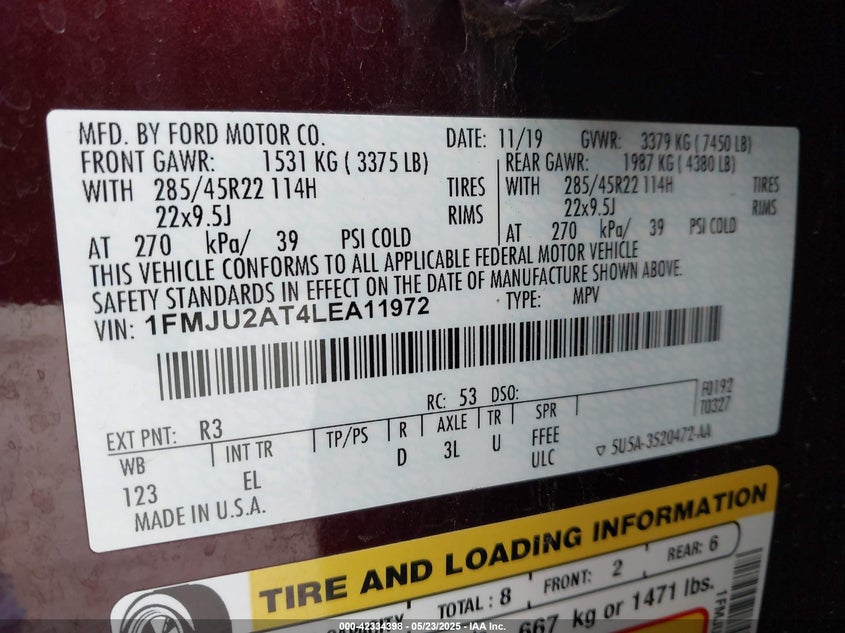 MFD. BY FORD MOTOR CO. DATE: 11/19 GVWR: 3379 KG (7450 LB)
FRONT GAWR: 1531 KG (3375 LB) REAR GAWR: 1987 KG (4380 LB)
WITH 285/45R22 114H TIRES WITH 285/45R22 114H TIRES
22x9.5J RIMS 22x9.5J RIMS
AT 270 kPa/ 39 PSI COLD AT 270 kPa/ 39 PSI COLD
THIS VEHICLE CONFORMS TO ALL APPLICABLE FEDERAL MOTOR VEHICLE
SAFETY STANDARDS IN EFFECT ON THE DATE OF MANUFACTURE SHOWN ABOVE.
VIN: 1FMJU2AT4LEA11972 TYPE: MPV
F0192
RC: 53 DSO: T0327
EXT PNT: R3
WB INT TR TP/PS R AXLE TR SPR
123 EL D 3L U FFEE
ULC ▽ 5U5A-3520472-AA
MADE IN U.S.A.
TIRE AND LOADING INFORMATION
TOTAL: 8 FRONT: 2 REAR: 6
667 kg or 1471 lbs.
000-42334398 - 05/23/2025 - IAA Inc.